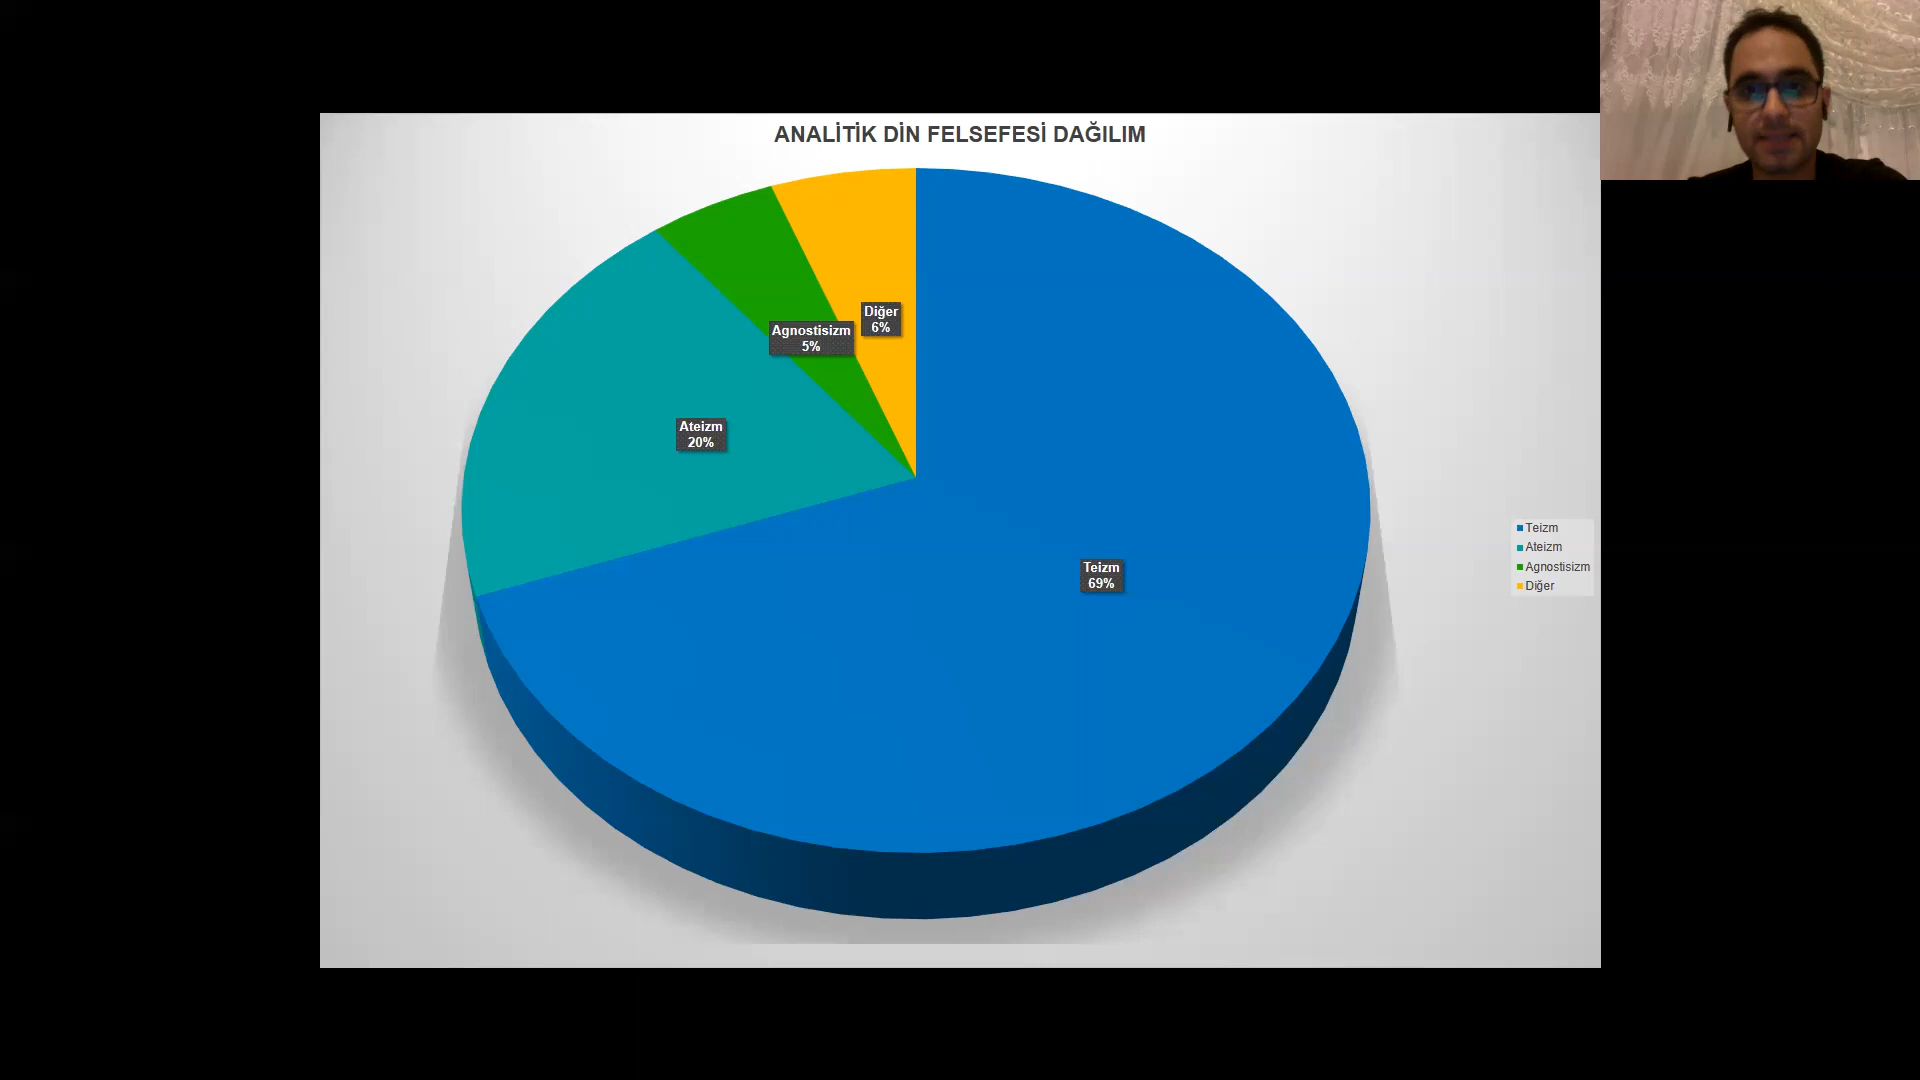 ANALİTİK DİN FELSEFESİ DAĞILIM
Diğer
6%
Agnostisizm
5%
Ateizm
20%
Teizm
69%
Teizm
Ateizm
Agnostisizm
Diğer